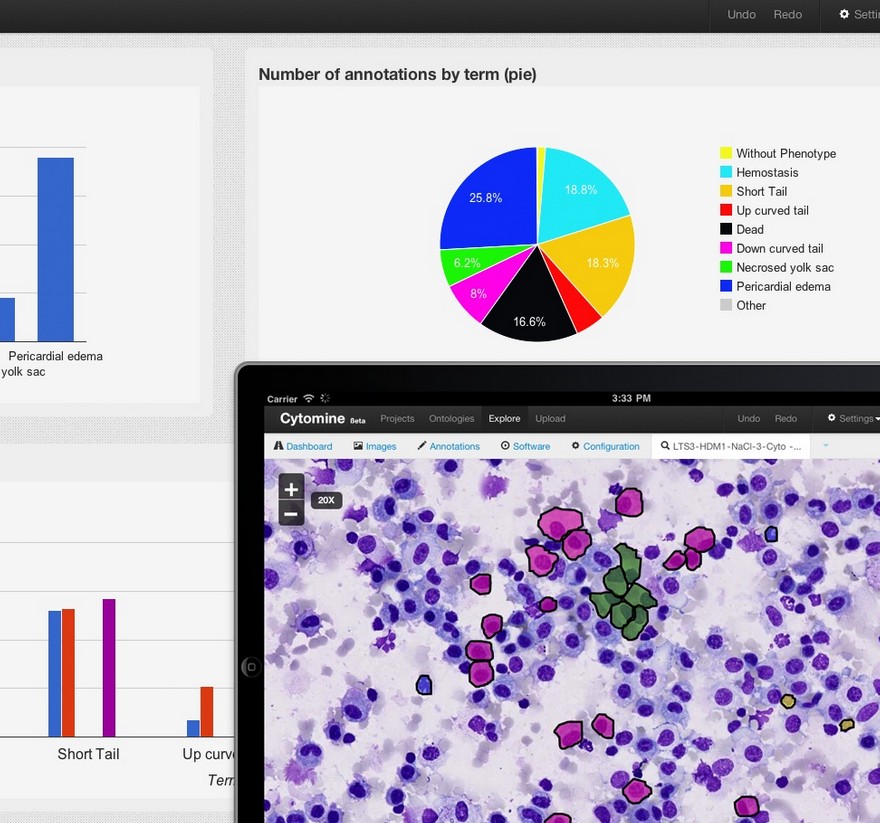 Undo Redo Settin
Number of annotations by term (pie)
Without Phenotype
Hemostasis
Short Tail
Up curved tail
Dead
Down curved tail
Necrosed yolk sac
Pericardial edema
Other
25.8%
18.8%
18.3%
6.2%
8%
16.6%
Pericardial edema
yolk sac
Carrier 3:33 PM
Cytomine Beta Projects Ontologies Explore Upload Undo Redo Settings
Dashboard Images Annotations Software Configuration LTS3-HDM1-NaCl-3-Cyto -...
20X
Short Tail Up curve
Tern